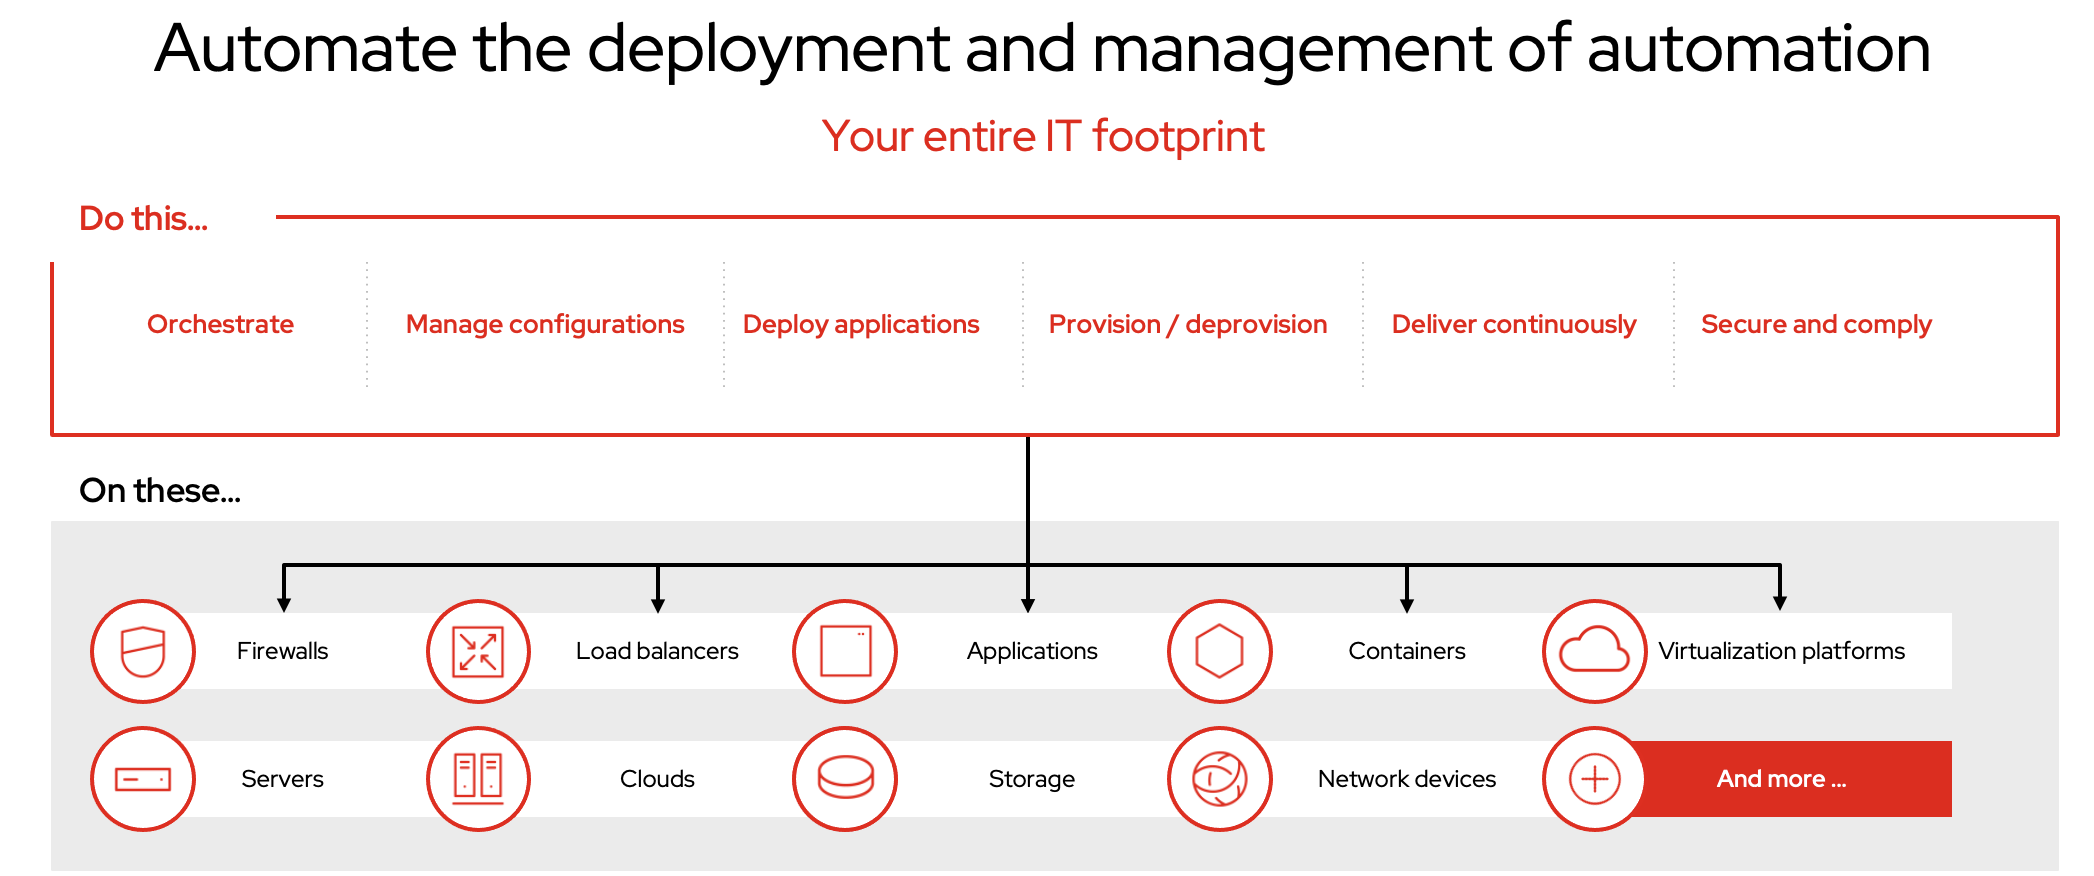 Automate the deployment and management of automation
Your entire IT footprint
Do this...
Orchestrate
Manage configurations
Deploy applications
Provision / deprovision
Deliver continuously
Secure and comply
On these...
Firewalls
Load balancers
Applications
Containers
Virtualization platforms
Servers
Clouds
Storage
Network devices
And more ...